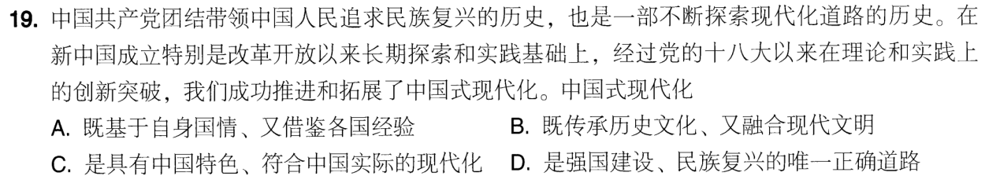 19. 中国共产党团结带领中国人民追求民族复兴的历史，也是一部不断探索现代化道路的历史。在
新中国成立特别是改革开放以来长期探索和实践基础上，经过党的十八大以来在理论和实践上
的创新突破，我们成功推进和拓展了中国式现代化。中国式现代化
A. 既基于自身国情、又借鉴各国经验 B. 既传承历史文化、又融合现代文明
C. 是具有中国特色、符合中国实际的现代化 D. 是强国建设、民族复兴的唯一正确道路